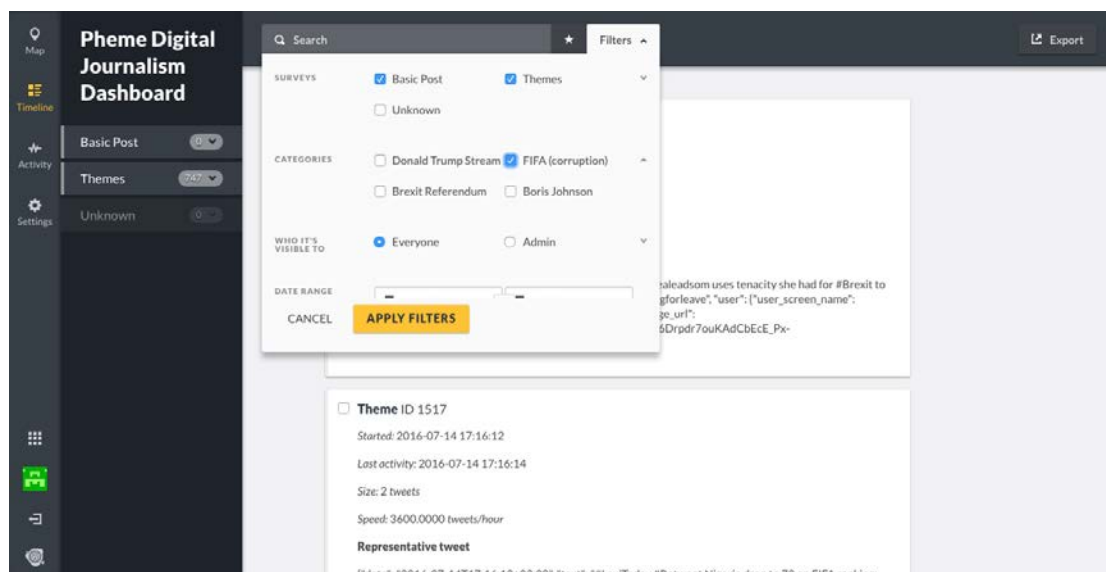 Map
Timeline
Activity
Settings
Pheme Digital
Journalism
Dashboard
Basic Post 0
Themes 747
Unknown 0
Search
Filters
Export
SURVEYS
Basic Post
Themes
Unknown
CATEGORIES
Donald Trump Stream
FIFA (corruption)
Brexit Referendum
Boris Johnson
WHO IT'S
VISIBLE TO
Everyone
Admin
DATE RANGE
CANCEL
APPLY FILTERS
ealeadsom uses tenacity she had for #Brexit to
gforleave", "user": {"user_screen_name":
ge_url":
Theme ID 1517
Started: 2016-07-14 17:16:12
Last activity: 2016-07-14 17:16:14
Size: 2 tweets
Speed: 3600.0000 tweets/hour
Representative tweet